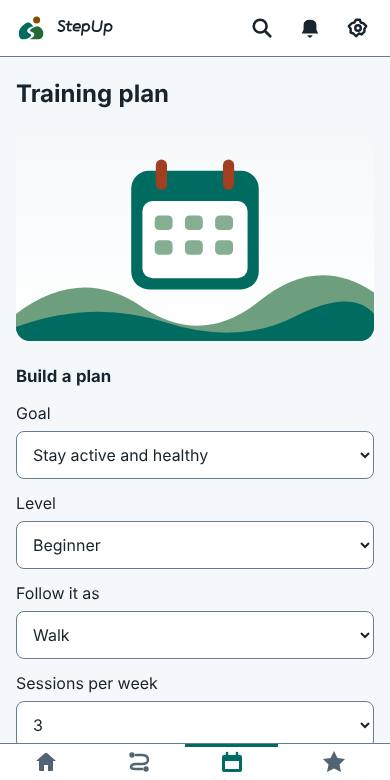 StepUp
Training plan
Build a plan
Goal
Stay active and healthy
Level
Beginner
Follow it as
Walk
Sessions per week
3